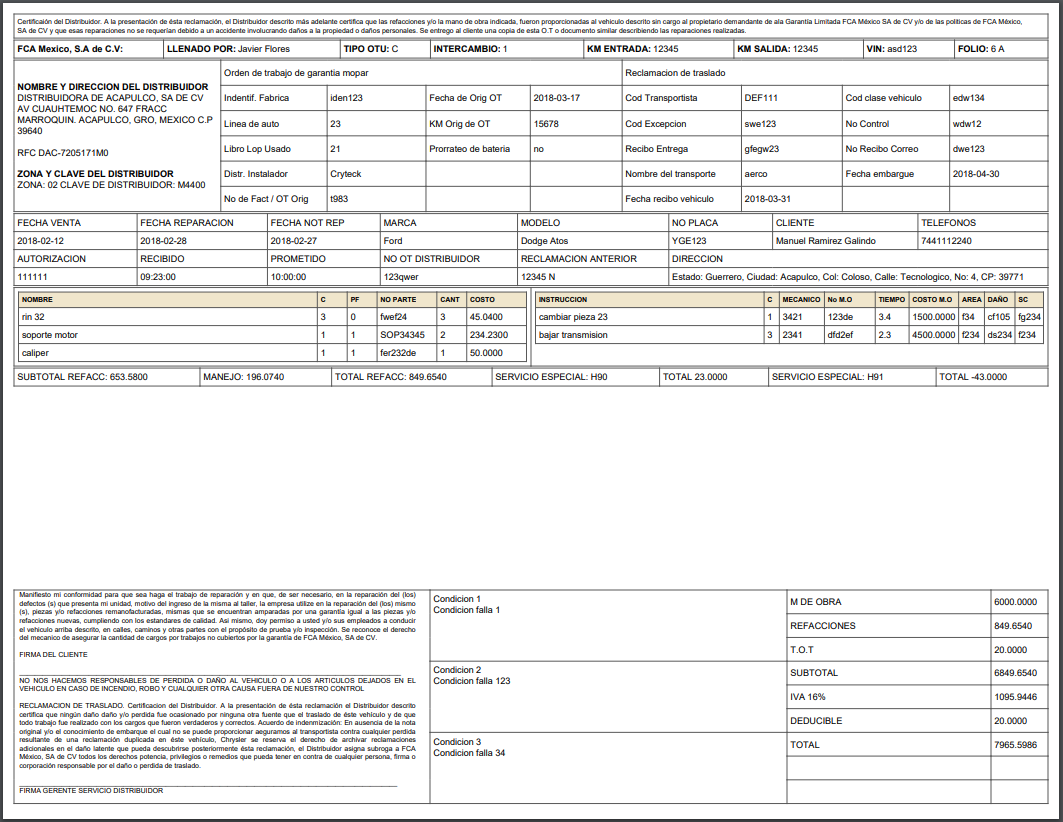 Certificaión del Distribuidor. A la presentación de ésta reclamación, el Distribuidor descrito más adelante certifica que las refacciones y/o la mano de obra indicada, fueron proporcionadas al vehiculo descrito sin cargo al propietario demandante de ala Garantía Limitada FCA México SA de CV y/o de las politicas de FCA México,
SA de CV y que esas reparaciones no se requerían debido a un accidente involucrando daños a la propiedad o daños personales. Se entrego al cliente una copia de esta O.T o documento similar describiendo las reparaciones realizadas.
FCA Mexico, S.A de C.V: LLENADO POR: Javier Flores TIPO OTU: C INTERCAMBIO: 1 KM ENTRADA: 12345 KM SALIDA: 12345 VIN: asd123 FOLIO: 6 A
NOMBRE Y DIRECCION DEL DISTRIBUIDOR
DISTRIBUIDORA DE ACAPULCO, SA DE CV
AV CUAUHTEMOC NO. 647 FRACC
MARROQUIN. ACAPULCO, GRO, MEXICO C.P
39640
RFC DAC-7205171M0
ZONA Y CLAVE DEL DISTRIBUIDOR
ZONA: 02 CLAVE DE DISTRIBUIDOR: M4400
Orden de trabajo de garantia mopar Reclamacion de traslado
Indentif. Fabrica iden123 Fecha de Orig OT 2018-03-17 Cod Transportista DEF111 Cod clase vehiculo edw134
Linea de auto 23 KM Orig de OT 15678 Cod Excepcion swe123 No Control wdw12
Libro Lop Usado 21 Prorrateo de bateria no Recibo Entrega gfegw23 No Recibo Correo dwe123
Distr. Instalador Cryteck Nombre del transporte aerco Fecha embargue 2018-04-30
No de Fact / OT Orig t983 Fecha recibo vehiculo 2018-03-31
FECHA VENTA FECHA REPARACION FECHA NOT REP MARCA MODELO NO PLACA CLIENTE TELEFONOS
2018-02-12 2018-02-28 2018-02-27 Ford Dodge Atos YGE123 Manuel Ramirez Galindo 7441112240
AUTORIZACION RECIBIDO PROMETIDO NO OT DISTRIBUIDOR RECLAMACION ANTERIOR DIRECCION
111111 09:23:00 10:00:00 123qwer 12345 N Estado: Guerrero, Ciudad: Acapulco, Col: Coloso, Calle: Tecnologico, No: 4, CP: 39771
NOMBRE C PF NO PARTE CANT COSTO
rin 32 3 0 fwef24 3 45.0400
soporte motor 1 1 SOP34345 2 234.2300
caliper 1 1 fer232de 1 50.0000
INSTRUCCION C MECANICO No M.O TIEMPO COSTO M.O AREA DAÑO SC
cambiar pieza 23 1 3421 123de 3.4 1500.0000 f34 cf105 fg234
bajar transmision 3 2341 dfd2ef 2.3 4500.0000 f234 ds234 f234
SUBTOTAL REFACC: 653.5800 MANEJO: 196.0740 TOTAL REFACC: 849.6540 SERVICIO ESPECIAL: H90 TOTAL 23.0000 SERVICIO ESPECIAL: H91 TOTAL -43.0000
Manifiesto mi conformidad para que sea haga el trabajo de reparación y en, que de ser necesario, en la reparación del (los)
defectos (s) que presenta mi unidad, motivo del ingreso de la misma al taller, la empresa utilize en la reparación del (los) mismo
(s), piezas y/o refacciones remanofacturadas, mismas que se encuentran amparadas por una garantía igual a las piezas y/o
refacciones nuevas, cumpliendo con los estandares de calidad. Asi mismo, doy permiso a usted y/o sus empleados a conducir
el vehículo arriba descrito, en calles, caminos y otras partes con el propósito de prueba y/o inspección. Se reconoce el derecho
del mecanico de asegurar la cantidad de cargos por trabajos no cubiertos por la garantía de FCA México, SA de CV.
FIRMA DEL CLIENTE
NO NOS HACEMOS RESPONSABLES DE PERDIDA O DAÑO AL VEHICULO O A LOS ARTICULOS DEJADOS EN EL
VEHICULO EN CASO DE INCENDIO, ROBO Y CUALQUIER OTRA CAUSA FUERA DE NUESTRO CONTROL
RECLAMACION DE TRASLADO. Certificacion del Distribuidor. A la presentación de ésta reclamación el Distribuidor descrito
certifica que ningún daño daño y/o perdida fue ocasionado por ninguna otra fuente que el traslado de éste vehículo y de que
todo trabajo fue realizado con los cargos que fueron verdaderos y correctos. Acuerdo de indenmnización: En ausencia de la nota
original y/o el conocimiento de embarque el cual no se puede proporcionar aseguramos al transportista contra cualquier perdida
resultante de una reclamación duplicada en éste vehículo, Chrysler se reserva el derecho de archivar reclamaciones
adicionales en el daño latente que pueda descubrirse posteriormente ésta reclamación, el Distribuidor asigna subroga a FCA
México, SA de CV todos los derechos potencia, privilegios o remedios que pueda tener en contra de cualquier persona, firma o
corporación responsable por el daño o perdida de traslado.
FIRMA GERENTE SERVICIO DISTRIBUIDOR
Condicion 1
Condicion falla 1
Condicion 2
Condicion falla 123
Condicion 3
Condicion falla 34
M DE OBRA 6000.0000
REFACCIONES 849.6540
T.O.T 20.0000
SUBTOTAL 6849.6540
IVA 16% 1095.9446
DEDUCIBLE 20.0000
TOTAL 7965.5986